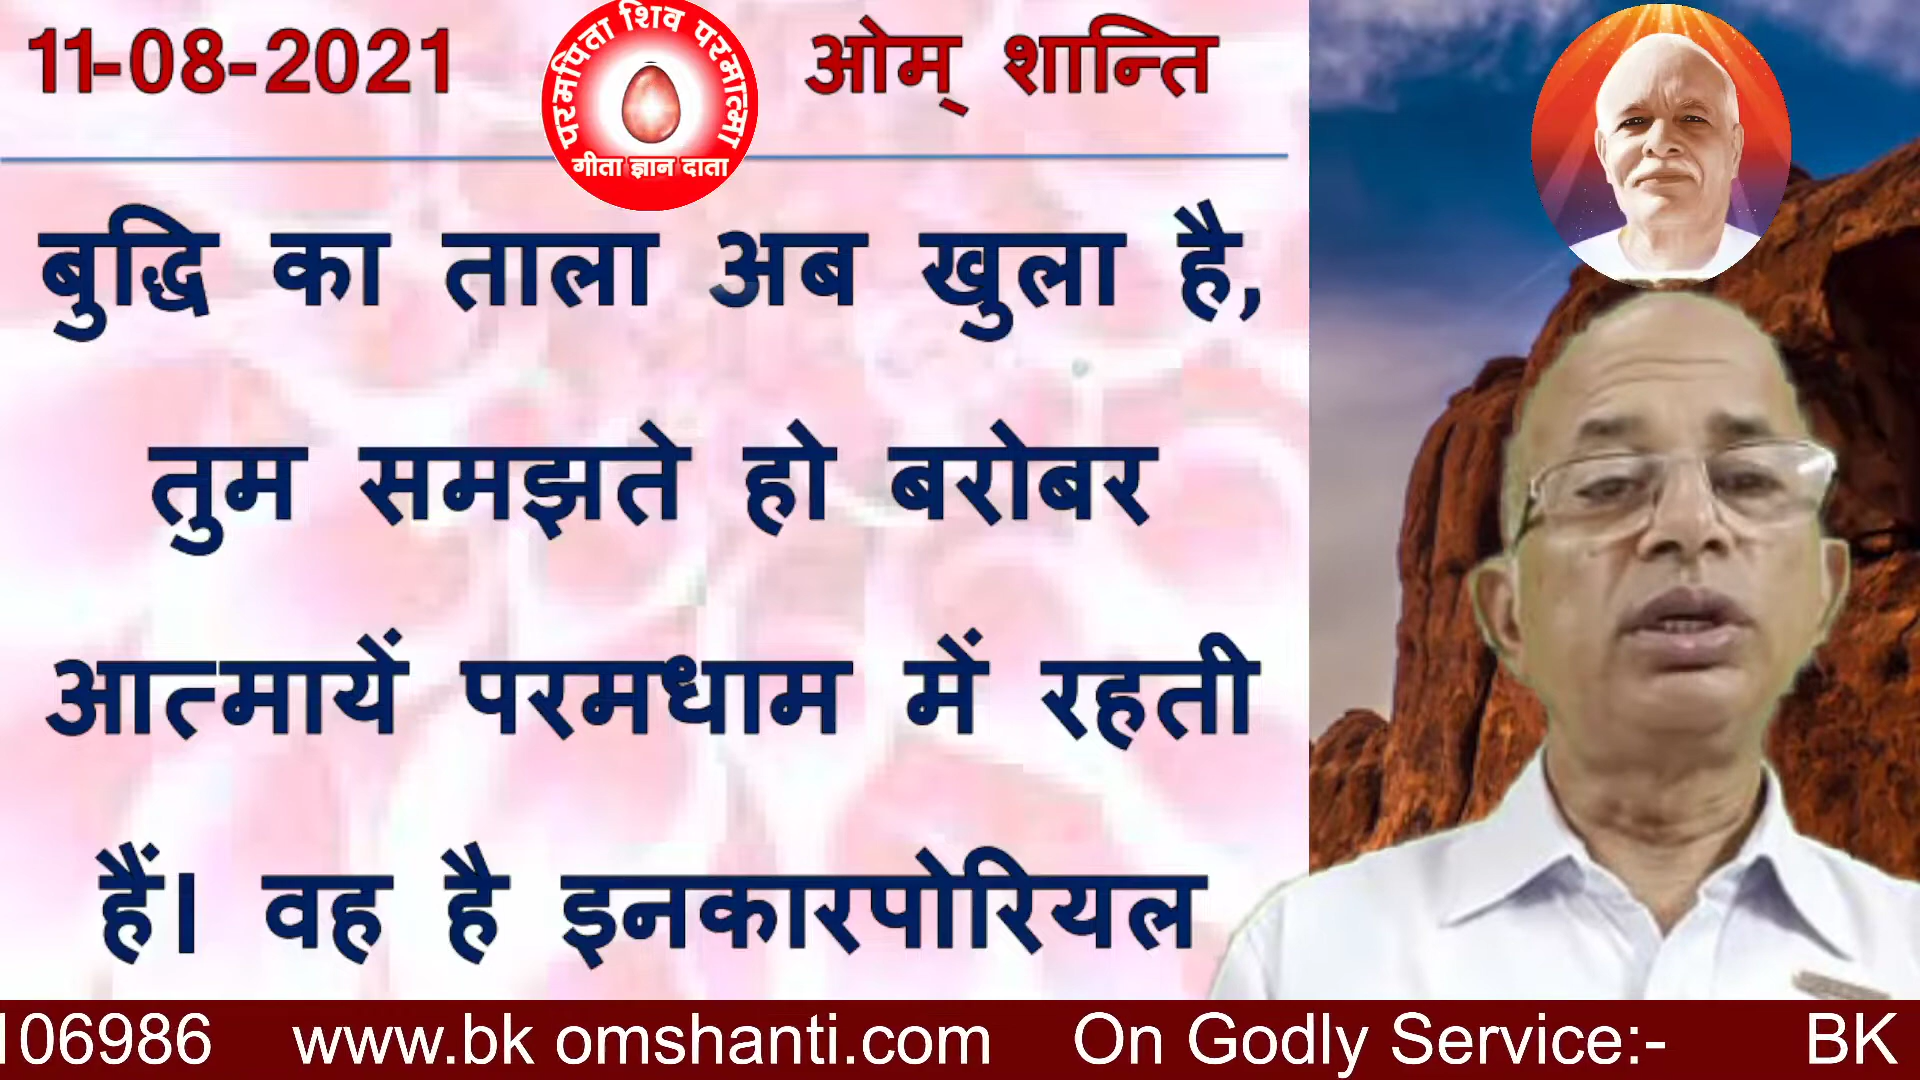 11-08-2021
परमपिता शिव परमात्मा
गीता ज्ञान दाता
ओम् शान्ति
बुद्धि का ताला अब खुला है,
तुम समझते हो बरोबर
आत्मायें परमधाम में रहती
हैं। वह है इनकारपोरियल
106986 www.bk omshanti.com On Godly Service:- BK